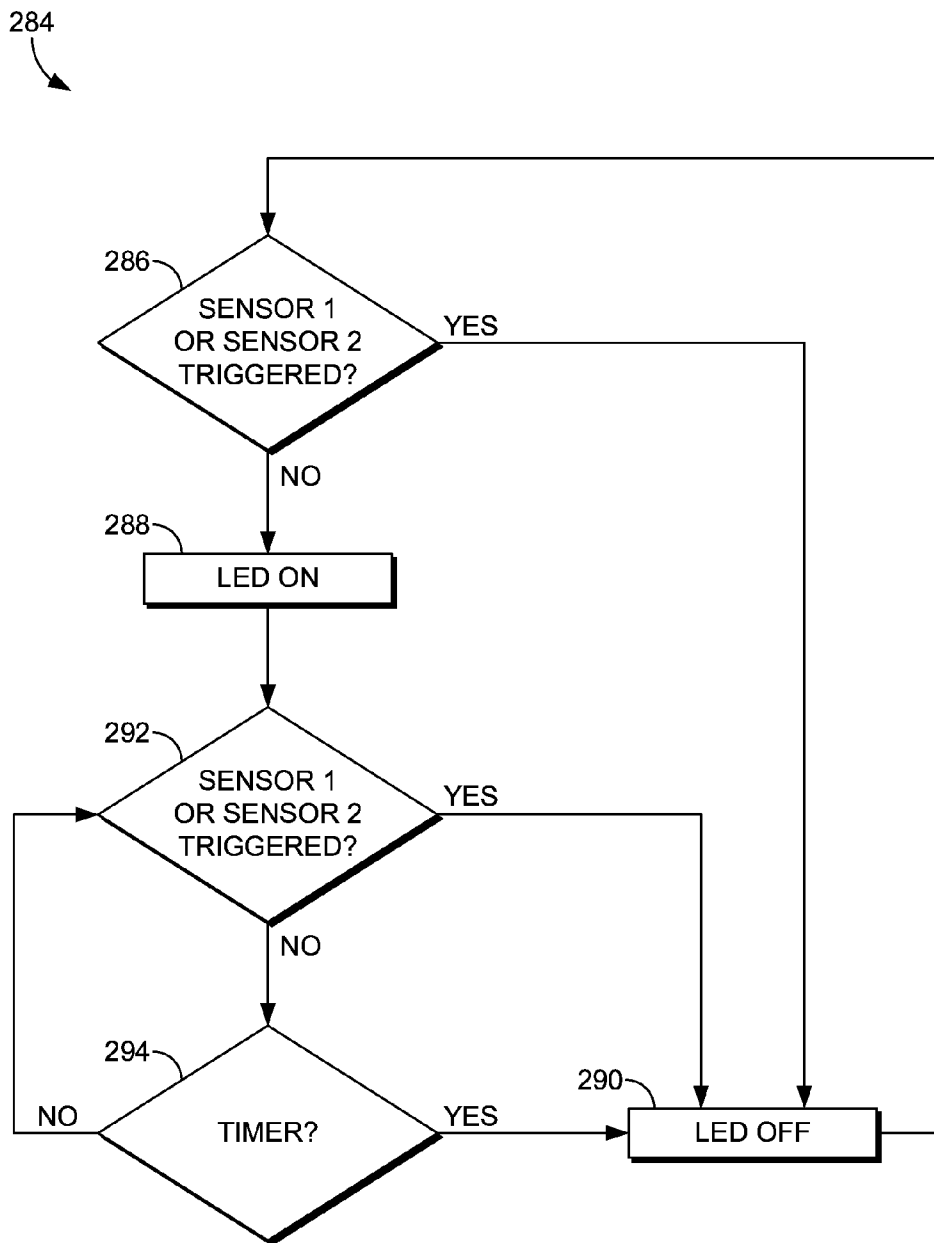 284
286
SENSOR 1
OR SENSOR 2
TRIGGERED?
YES
NO
288
LED ON
292
SENSOR 1
OR SENSOR 2
TRIGGERED?
YES
NO
294
TIMER?
NO
YES
290
LED OFF